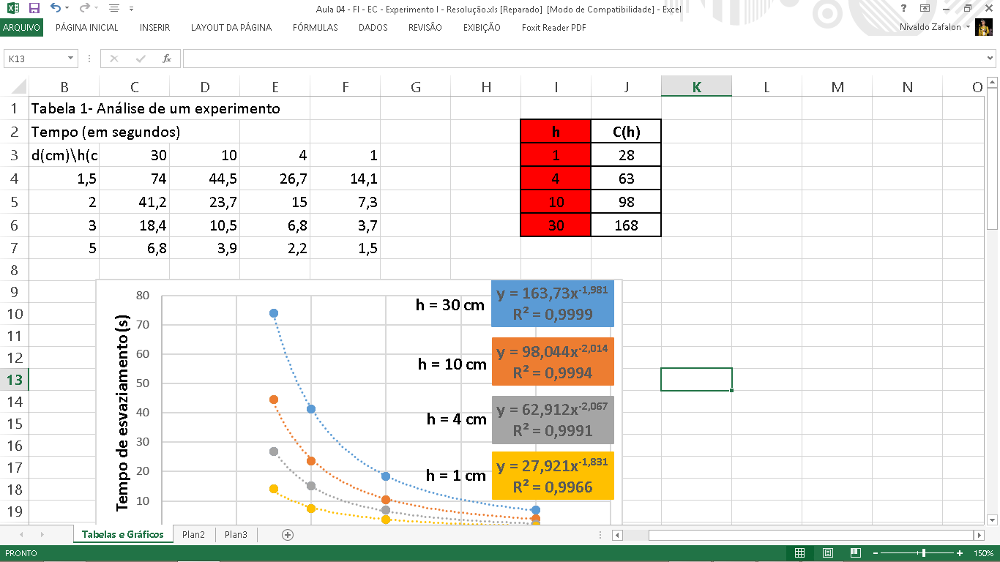 Aula 04 - FI - EC - Experimentor I - Resolução.xls [Reparado] [Modo de Compatibilidade] - Excel
ARQUIVO PÁGINA INICIAL INSERIR LAYOUT DA PÁGINA FÓRMULAS DADOS REVISÃO EXIBIÇÃO Foxit Reader PDF Nivaldo Zafalon
K13 fx
B C D E F G H I J K L M N O
1 Tabela 1- Análise de um experimento
2 Tempo (em segundos) h C(h)
3 d(cm)\h(c 30 10 4 1 1 28
4 1,5 74 44,5 26,7 14,1 4 63
5 2 41,2 23,7 15 7,3 10 98
6 3 18,4 10,5 6,8 3,7 30 168
7 5 6,8 3,9 2,2 1,5
8
9
10
11
12
13
14
15
16
17
18
19
Tempo de esvaziamento (s)
80
70
60
50
40
30
20
10
h = 30 cm y = 163,73x^-1,981
R² = 0,9999
h = 10 cm y = 98,044x^-2,014
R² = 0,9994
h = 4 cm y = 62,912x^-2,067
R² = 0,9991
h = 1 cm y = 27,921x^-1,831
R² = 0,9966
Tabelas e Gráficos Plan2 Plan3
PRONTO 150%